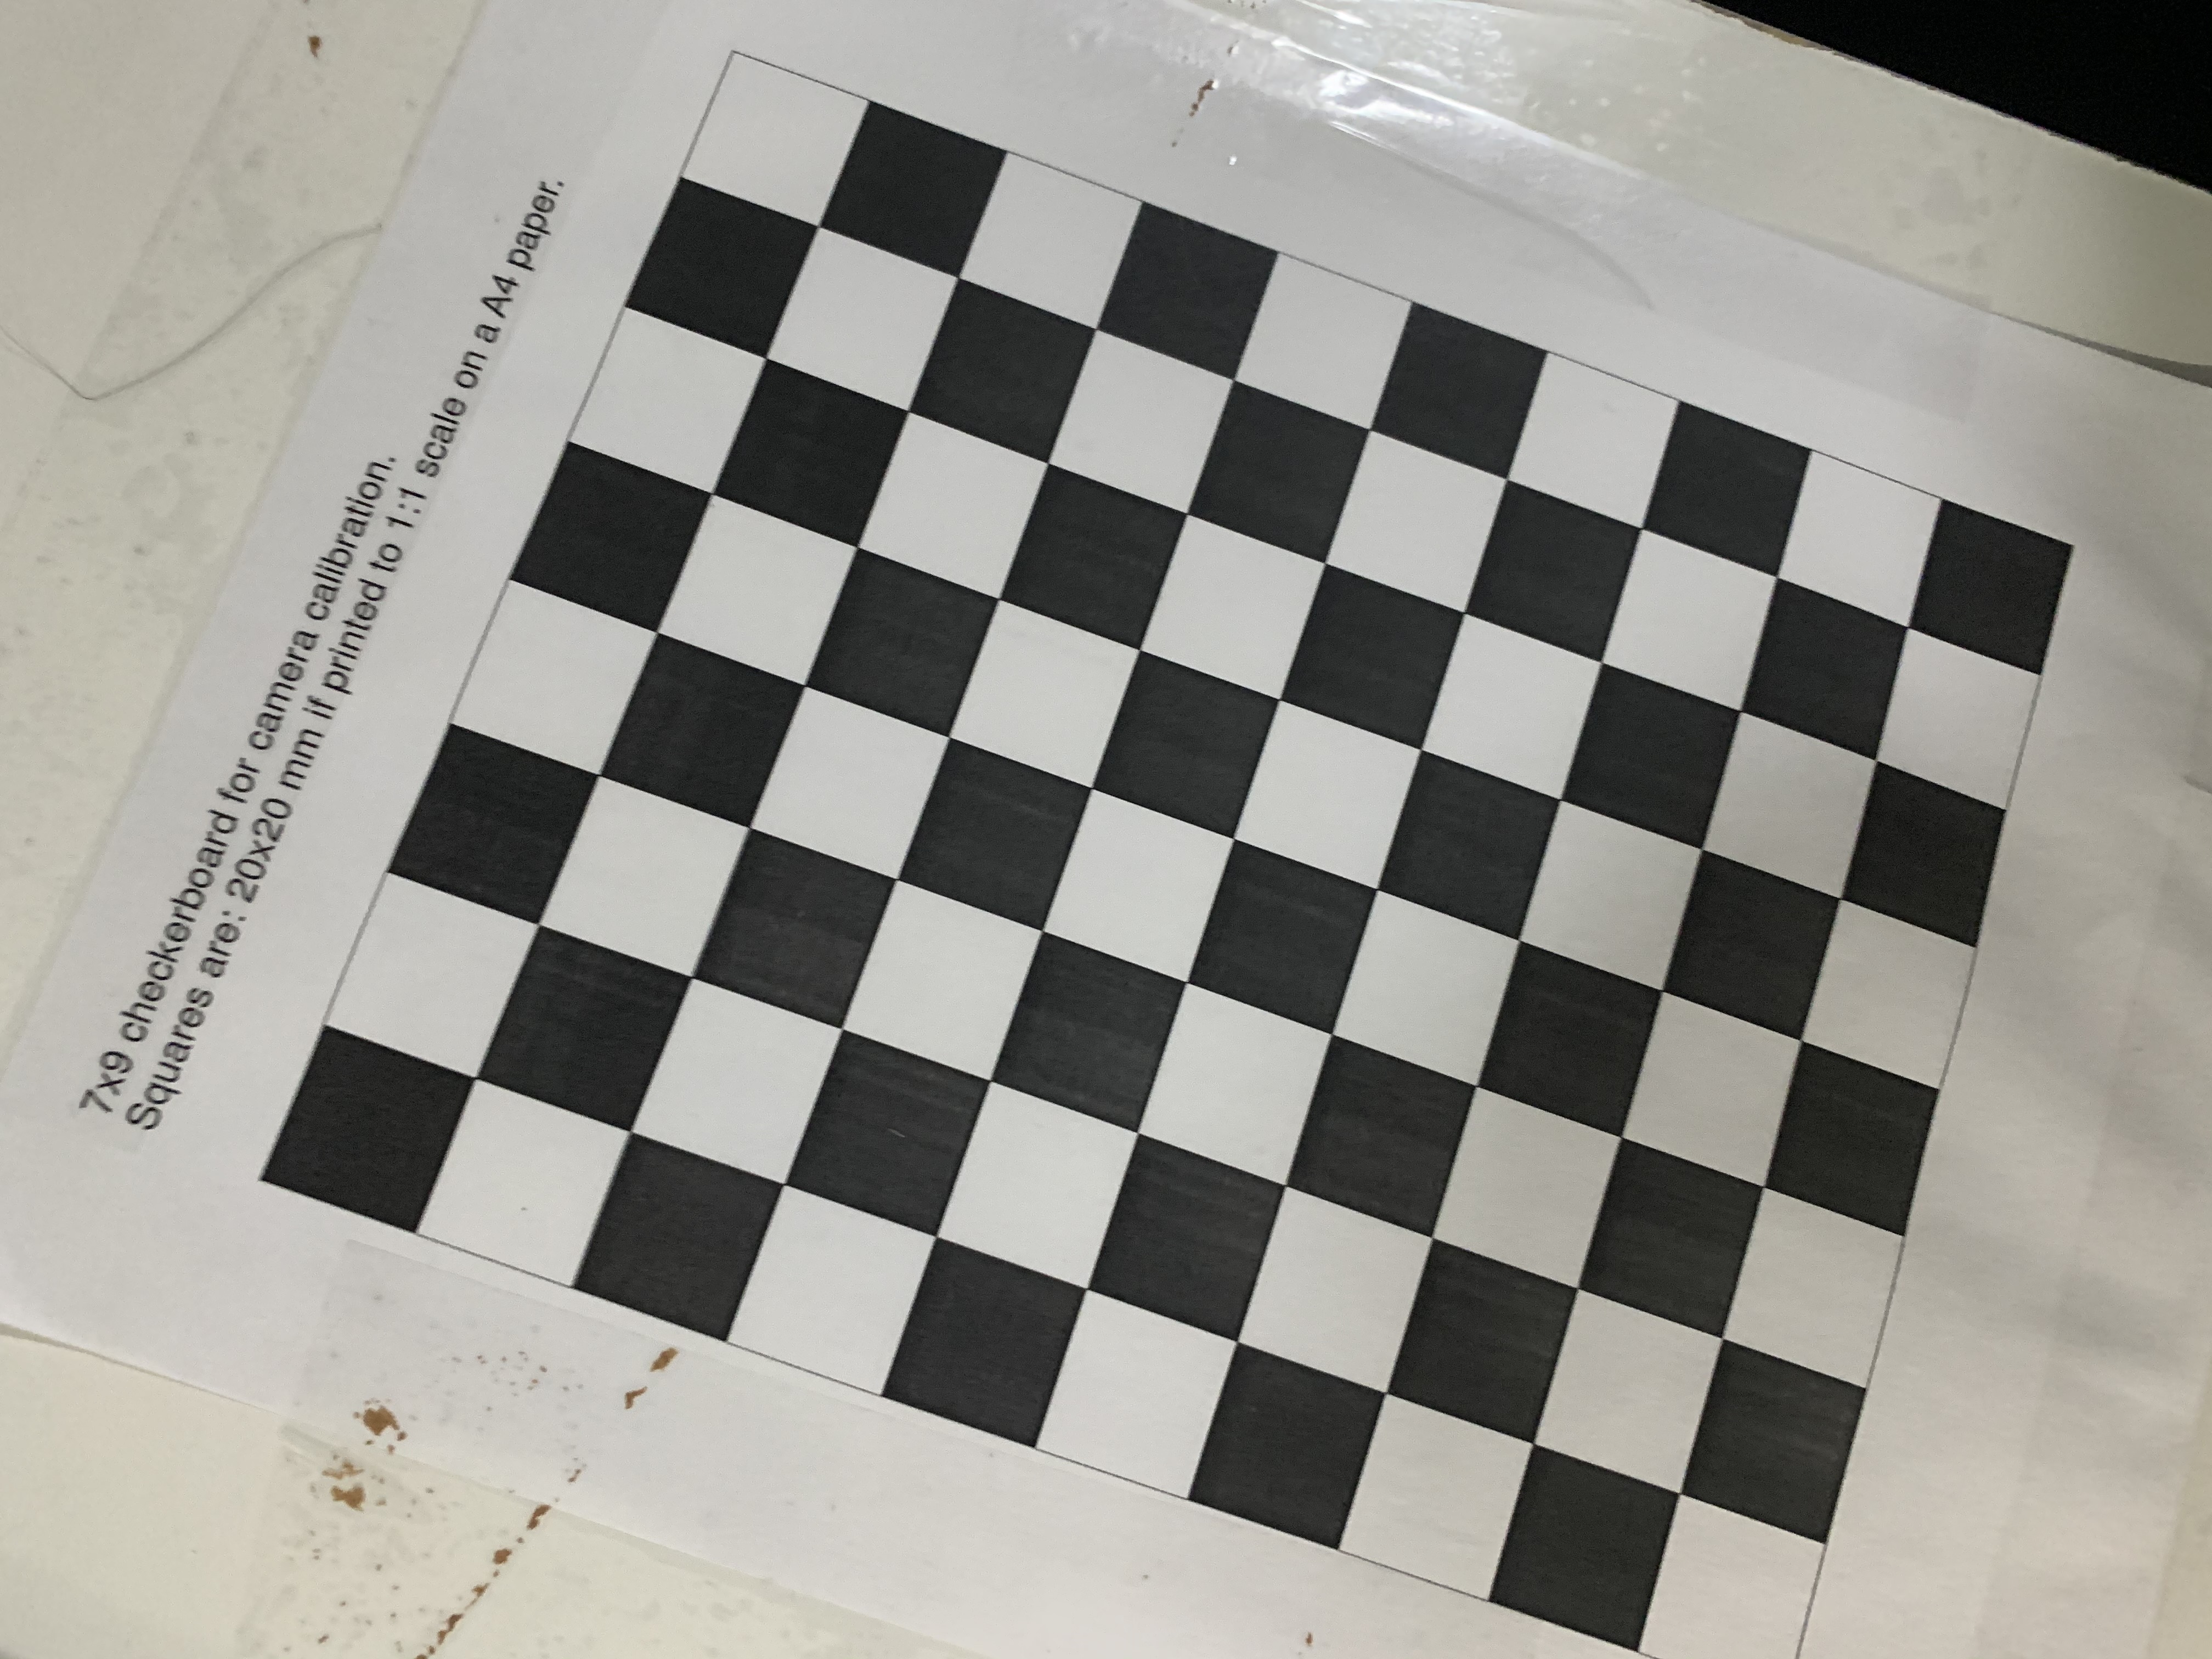 7x9 checkerboard for camera calibration.
Squares are: 20x20 mm if printed to 1:1 scale on a A4 paper.